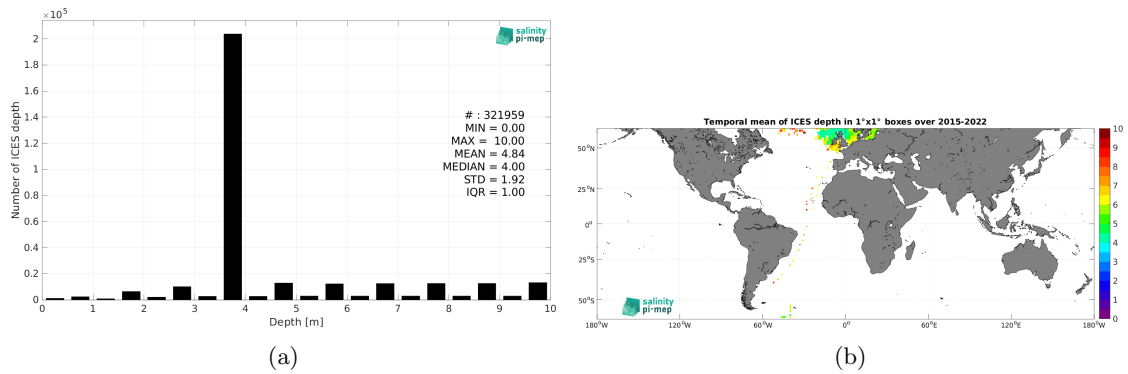 ×10⁵
2
1.8
1.6
1.4
1.2
1
0.8
0.6
0.4
0.2
0
Number of ICES depth
salinity
pi-mep
# : 321959
MIN = 0.00
MAX = 10.00
MEAN = 4.84
MEDIAN = 4.00
STD = 1.92
IQR = 1.00
0 1 2 3 4 5 6 7 8 9 10
Depth [m]
(a)
Temporal mean of ICES depth in 1°x1° boxes over 2015-2022
50°N
25°N
0°
25°S
50°S
salinity
pi-mep
180°W 120°W 60°W 0° 60°E 120°E 180°W
10
9
8
7
6
5
4
3
2
1
0
(b)